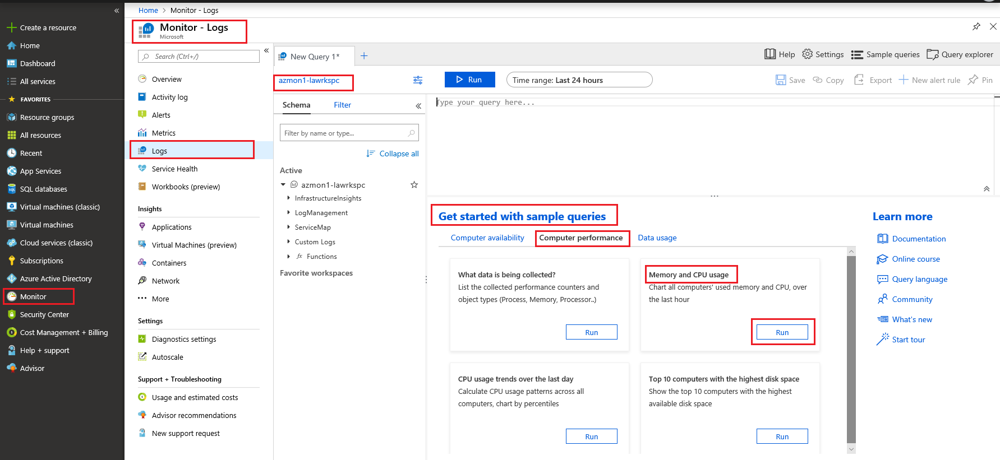 Create a resource
Home
Dashboard
All services
FAVORITES
Resource groups
All resources
Recent
App Services
SQL databases
Virtual machines (classic)
Virtual machines
Cloud services (classic)
Subscriptions
Azure Active Directory
Monitor
Security Center
Cost Management + Billing
Help + support
Advisor
Home > Monitor - Logs
Monitor - Logs
Microsoft
Search (Ctrl+/)
Overview
Activity log
Alerts
Metrics
Logs
Service Health
Workbooks (preview)
Insights
Applications
Virtual Machines (preview)
Containers
Network
More
Settings
Diagnostics settings
Autoscale
Support + Troubleshooting
Usage and estimated costs
Advisor recommendations
New support request
New Query 1*
Help
Settings
Sample queries
Query explorer
azmon1-lawrkspc
Run
Time range: Last 24 hours
Save
Copy
Export
New alert rule
Pin
Schema
Filter
Filter by name or type...
Collapse all
Active
azmon1-lawrkspc
InfrastructureInsights
LogManagement
ServiceMap
Custom Logs
fx Functions
Favorite workspaces
Type your query here...
Get started with sample queries
Computer availability
Computer performance
Data usage
What data is being collected?
List the collected performance counters and
object types (Process, Memory, Processor..)
Run
Memory and CPU usage
Chart all computers' used memory and CPU, over
the last hour
Run
CPU usage trends over the last day
Calculate CPU usage patterns across all
computers, chart by percentiles
Run
Top 10 computers with the highest disk space
Show the top 10 computers with the highest
available disk space
Run
Learn more
Documentation
Online course
Query language
Community
What's new
Start tour